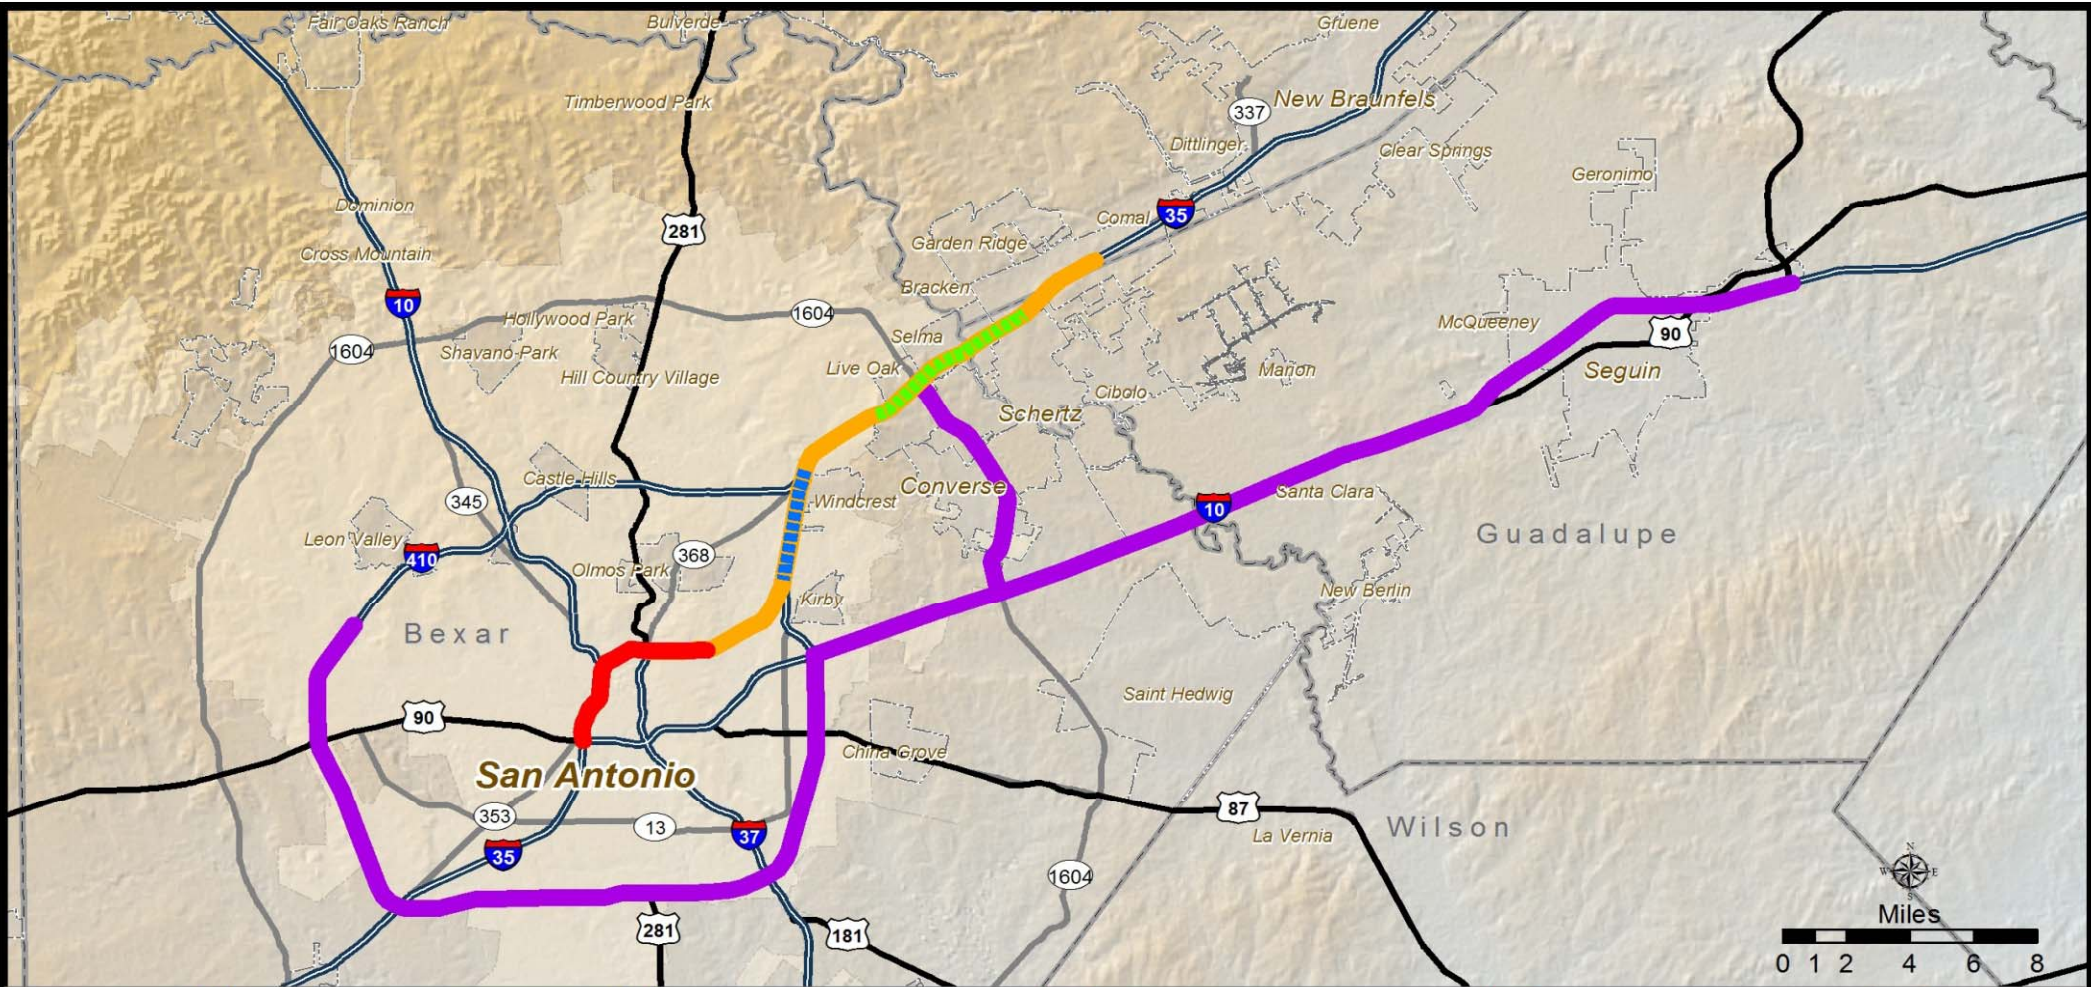 Fair Oaks Ranch
Bulverde
Gruene
Timberwood Park
New Braunfels
337
Dittlinger
Clear Springs
Geronimo
Dominion
Comal
35
281
Garden Ridge
Cross Mountain
Bracken
10
Hollywood Park
1604
Selma
McQueeney
90
1604
Shavano Park
Live Oak
Hill Country Village
Marion
Seguin
Cibolo
Schertz
Castle Hills
Converse
Windcrest
Santa Clara
345
10
Leon Valley
410
368
Guadalupe
Olmos Park
Kirby
New Berlin
Bexar
Saint Hedwig
90
China Grove
San Antonio
353
13
37
87
La Vernia
Wilson
35
1604
N
W
E
S
281
181
Miles
0 1 2 4 6 8